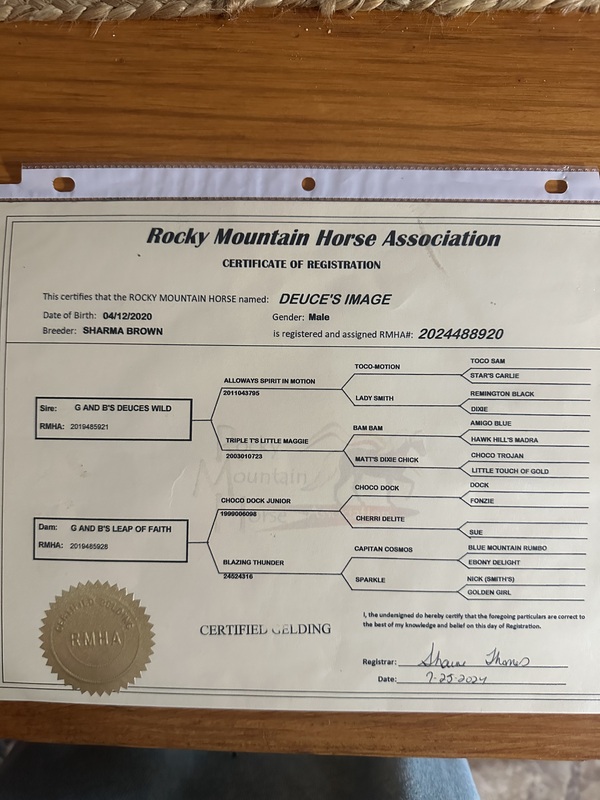 Rocky Mountain Horse Association
CERTIFICATE OF REGISTRATION
This certifies that the ROCKY MOUNTAIN HORSE named: DEUCE'S IMAGE
Date of Birth: 04/12/2020 Gender: Male
Breeder: SHARMA BROWN is registered and assigned RMHA#: 2024488920
TOCO SAM
TOCO-MOTION
STAR'S CARLIE
ALLOWAYS SPIRIT IN MOTION
2011043795
REMINGTON BLACK
LADY SMITH
DIXIE
Sire: G AND B'S DEUCES WILD
RMHA: 2019485921
AMIGO BLUE
BAM BAM
HAWK HILL'S MADRA
TRIPLE T'S LITTLE MAGGIE
2003010723
CHOCO TROJAN
MATT'S DIXIE CHICK
LITTLE TOUCH OF GOLD
Rocky
Mountain
Horse
DOCK
CHOCO DOCK
FONZIE
CHOCO DOCK JUNIOR
1999006098
CHERRI DELITE
SUE
Dam: G AND B'S LEAP OF FAITH
RMHA: 2019485928
BLUE MOUNTAIN RUMBO
CAPITAN COSMOS
EBONY DELIGHT
BLAZING THUNDER
24524316
NICK (SMITH'S)
SPARKLE
GOLDEN GIRL
CERTIFIED GELDING
RMHA
CERTIFIED GELDING
I, the undersigned do hereby certify that the foregoing particulars are correct to
the best of my knowledge and belief on this day of Registration.
Registrar:
Date: 7-25-2024